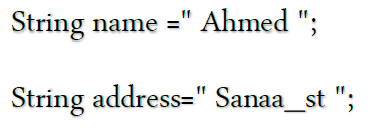 String name =" Ahmed ";
String address=" Sanaa_st ";